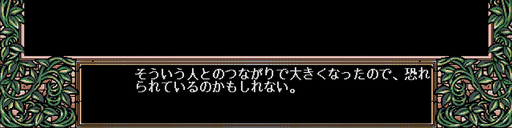 そういう人とのつながりで大きくなったので、恐れ
られているのかもしれない。